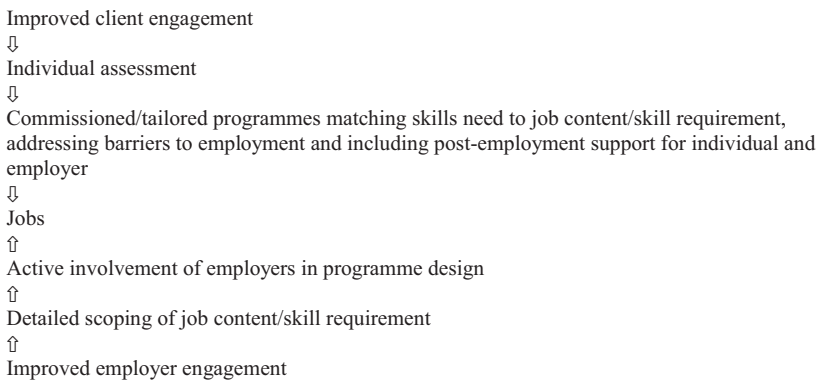 Improved client engagement
⇩
Individual assessment
⇩
Commissioned/tailored programmes matching skills need to job content/skill requirement,
addressing barriers to employment and including post-employment support for individual and
employer
⇩
Jobs
⇧
Active involvement of employers in programme design
⇧
Detailed scoping of job content/skill requirement
⇧
Improved employer engagement